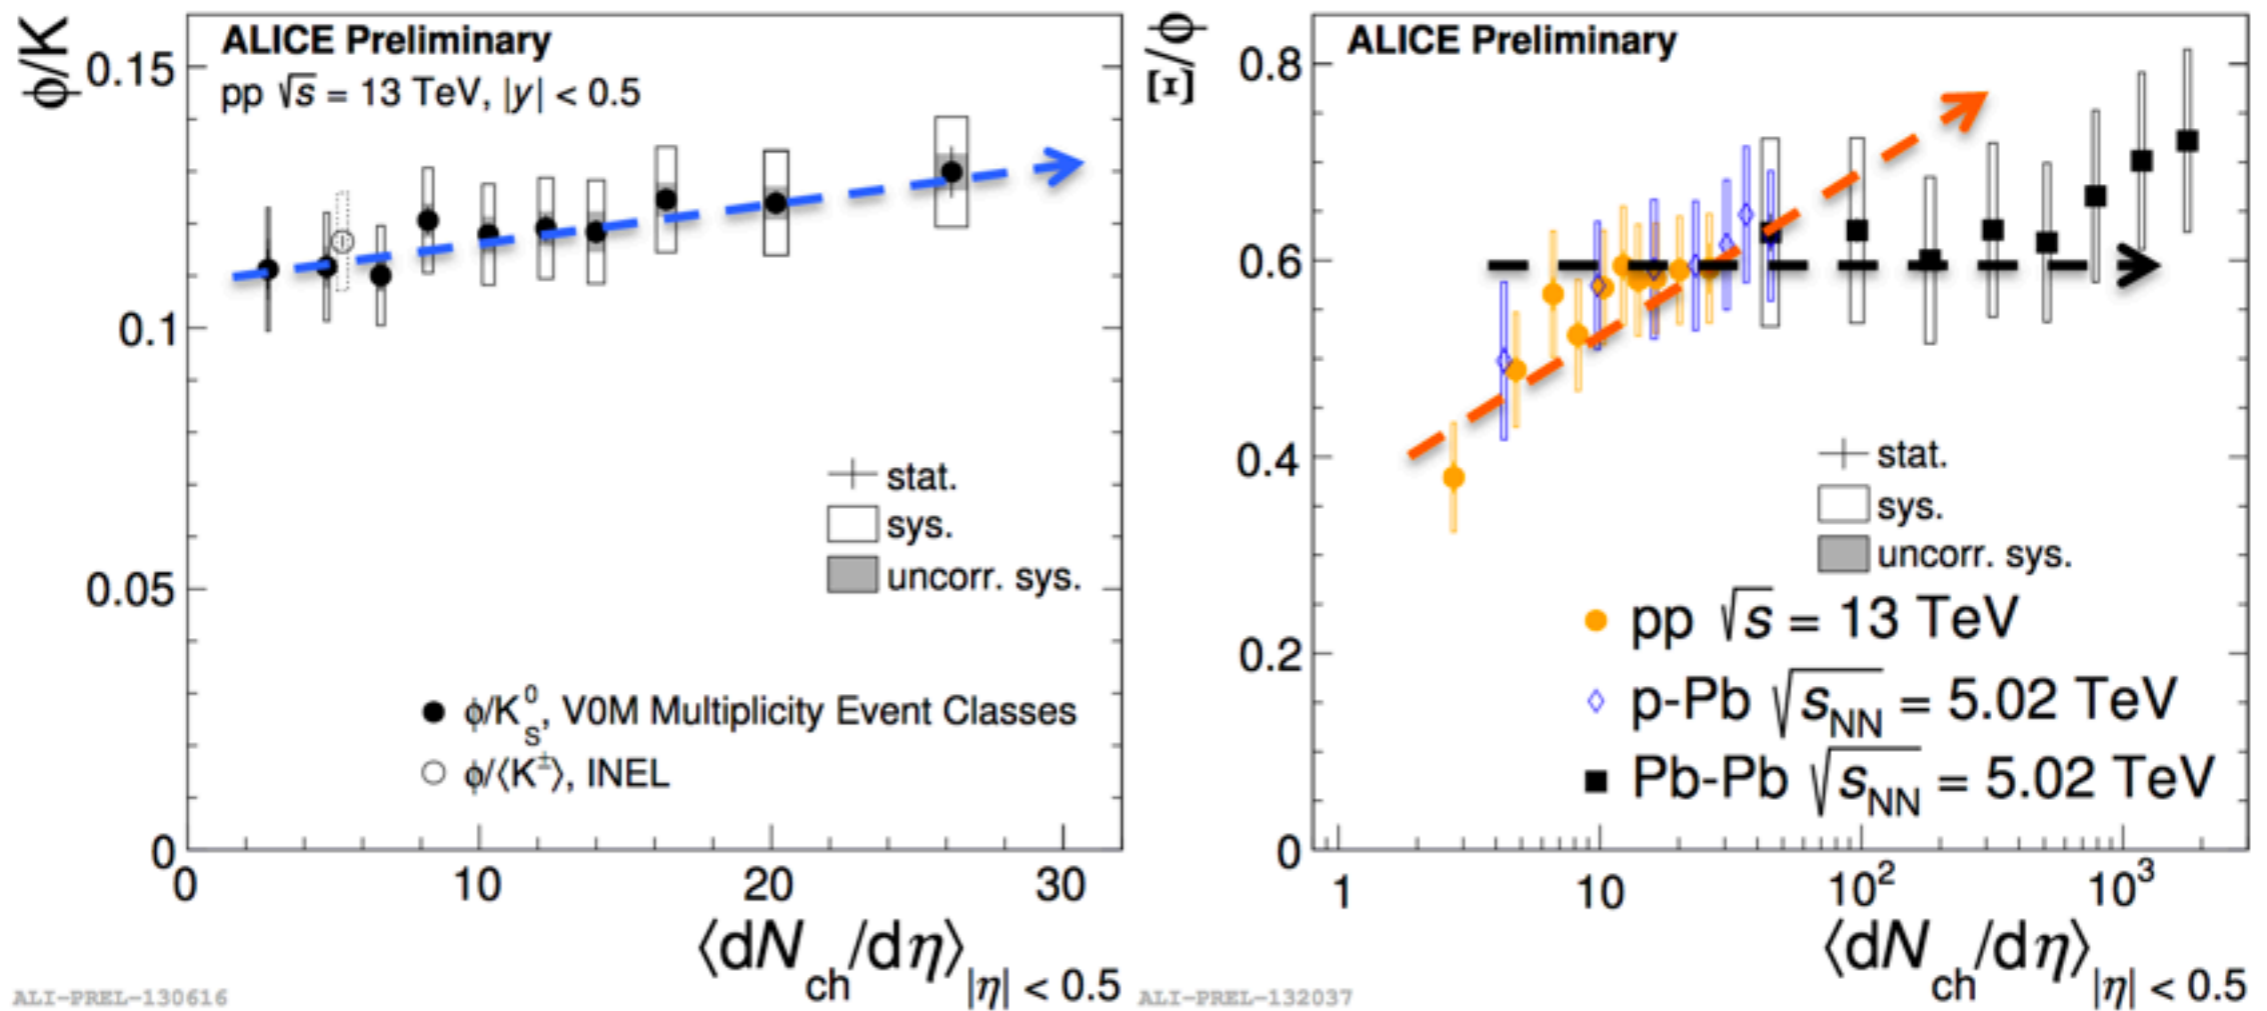 ϕ/K
ALICE Preliminary
pp √s = 13 TeV, |y| < 0.5
0.15
0.1
0.05
0
stat.
sys.
uncorr. sys.
ϕ/K⁰s, V0M Multiplicity Event Classes
ϕ/⟨K±⟩, INEL
0 10 20 30
⟨dNch/dη⟩|η| < 0.5
ALI-PREL-130616
Ξ/ϕ
ALICE Preliminary
0.8
0.6
0.4
0.2
0
stat.
sys.
uncorr. sys.
pp √s = 13 TeV
p-Pb √sNN = 5.02 TeV
Pb-Pb √sNN = 5.02 TeV
1 10 10² 10³
⟨dNch/dη⟩|η| < 0.5
ALI-PREL-132037